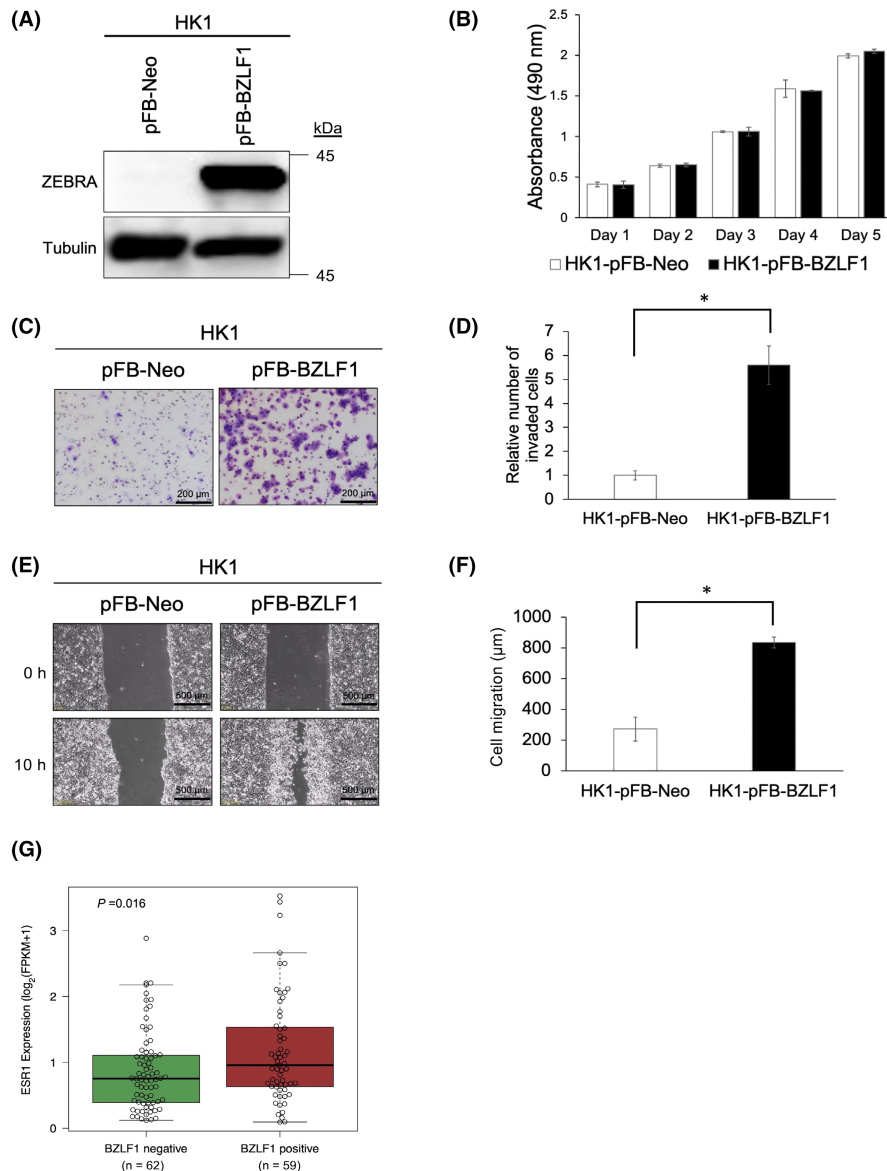 (A)
HK1
pFB-Neo
pFB-BZLF1
kDa
45
ZEBRA
Tubulin
45
(B)
Absorbance (490 nm)
2.5
2
1.5
1
0.5
0
Day 1 Day 2 Day 3 Day 4 Day 5
HK1-pFB-Neo HK1-pFB-BZLF1
(C)
HK1
pFB-Neo pFB-BZLF1
200 µm 200 µm
(D)
*
Relative number of
invaded cells
7
6
5
4
3
2
1
0
HK1-pFB-Neo HK1-pFB-BZLF1
(E)
HK1
pFB-Neo pFB-BZLF1
0 h
500 µm 500 µm
10 h
500 µm 500 µm
(F)
*
Cell migration (µm)
1000
800
600
400
200
0
HK1-pFB-Neo HK1-pFB-BZLF1
(G)
P =0.016
ESR1 Expression (log2(FPKM+1)
3
2
1
0
BZLF1 negative BZLF1 positive
(n = 62) (n = 59)